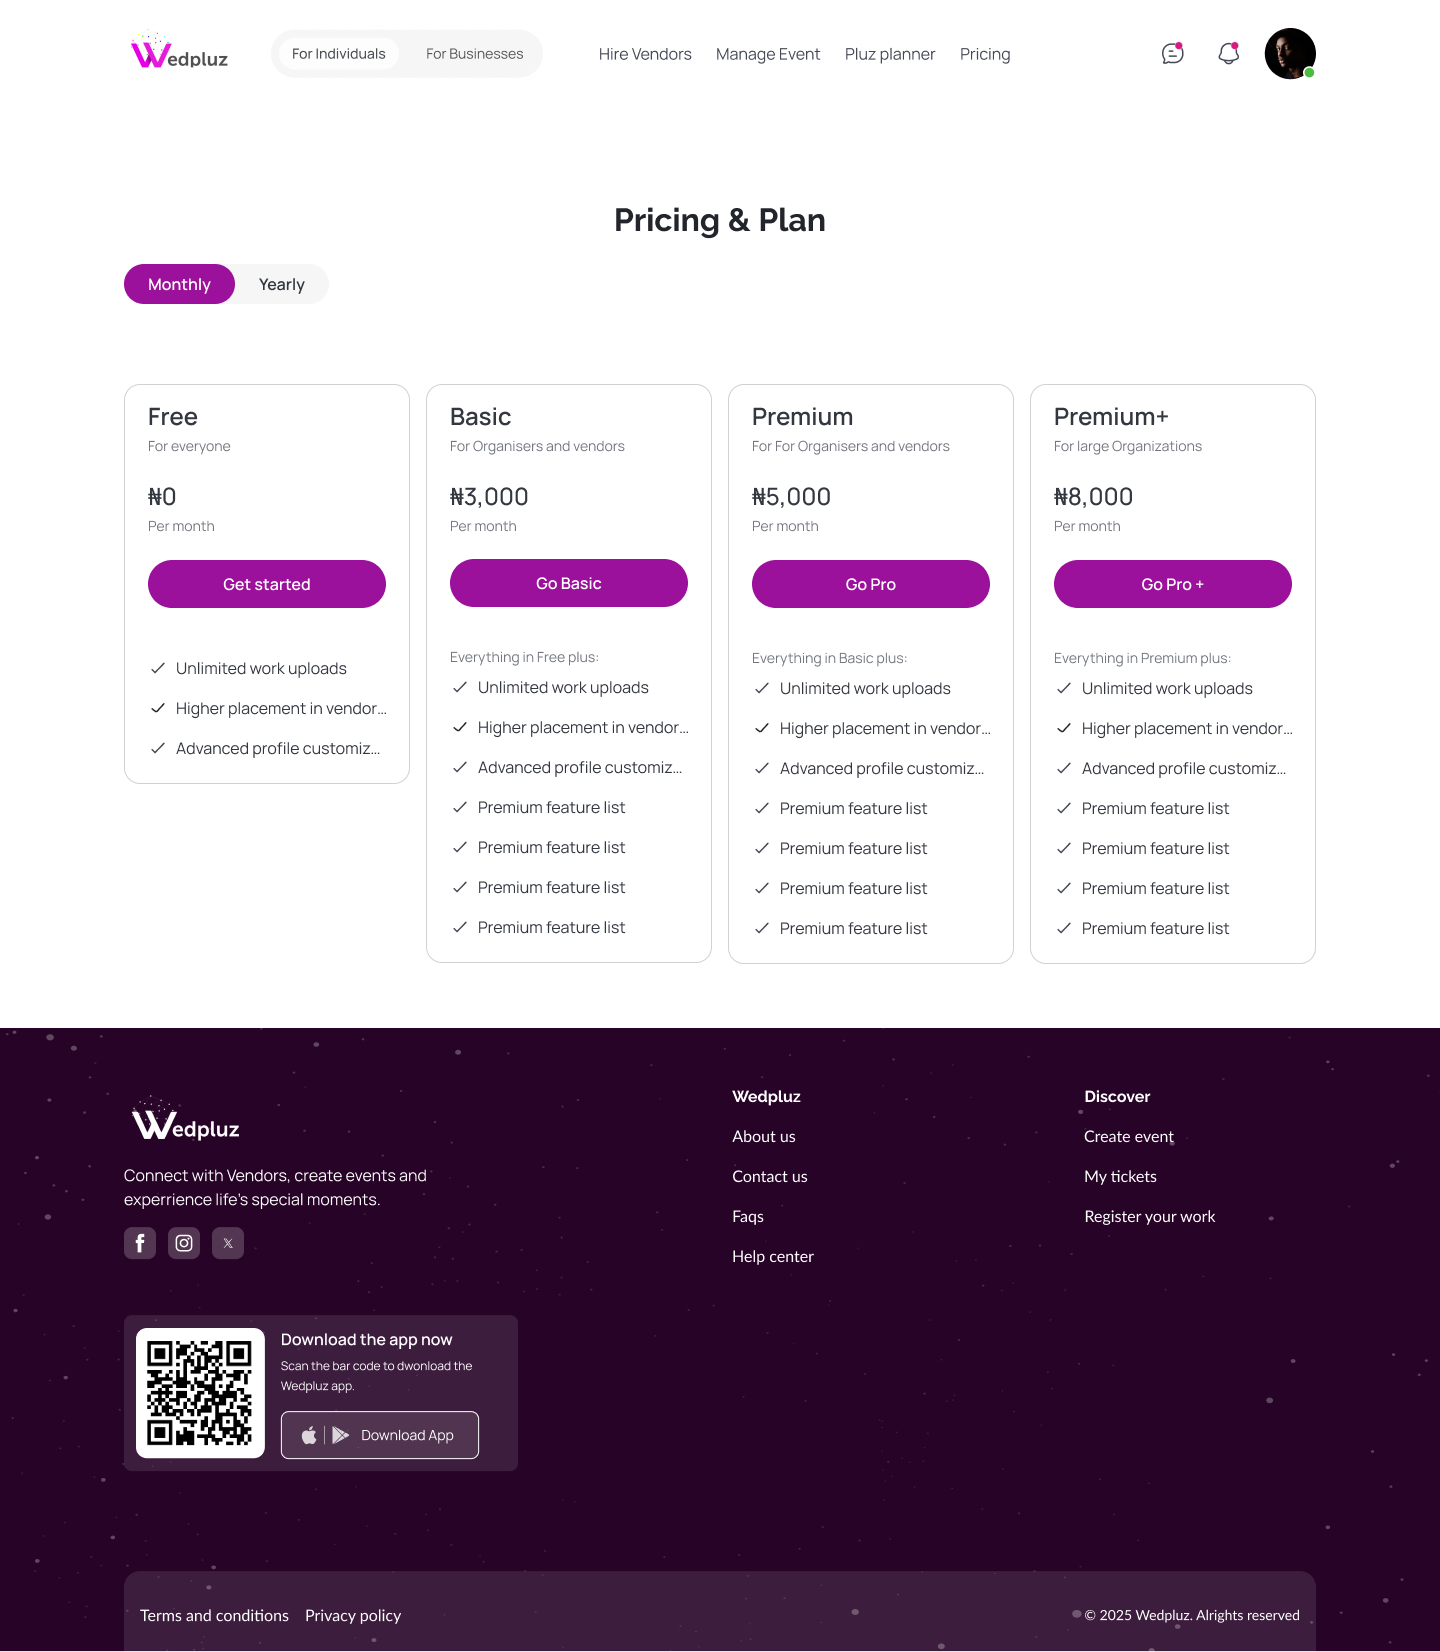 Wedpluz
For Individuals
For Businesses
Hire Vendors
Manage Event
Pluz planner
Pricing
Pricing & Plan
Monthly
Yearly
Free
For everyone
₦0
Per month
Get started
Unlimited work uploads
Higher placement in vendor...
Advanced profile customiz...
Basic
For Organisers and vendors
₦3,000
Per month
Go Basic
Everything in Free plus:
Unlimited work uploads
Higher placement in vendor...
Advanced profile customiz...
Premium feature list
Premium feature list
Premium feature list
Premium feature list
Premium
For For Organisers and vendors
₦5,000
Per month
Go Pro
Everything in Basic plus:
Unlimited work uploads
Higher placement in vendor...
Advanced profile customiz...
Premium feature list
Premium feature list
Premium feature list
Premium feature list
Premium+
For large Organizations
₦8,000
Per month
Go Pro +
Everything in Premium plus:
Unlimited work uploads
Higher placement in vendor...
Advanced profile customiz...
Premium feature list
Premium feature list
Premium feature list
Premium feature list
Wedpluz
Connect with Vendors, create events and
experrience life's special moments.
Download the app now
Scan the bar code to dwonload the
Wedpluz app.
Download App
Wedpluz
About us
Contact us
Faqs
Help center
Discover
Create event
My tickets
Register your work
Terms and conditions
Privacy policy
© 2025 Wedpluz. Alrights reserved